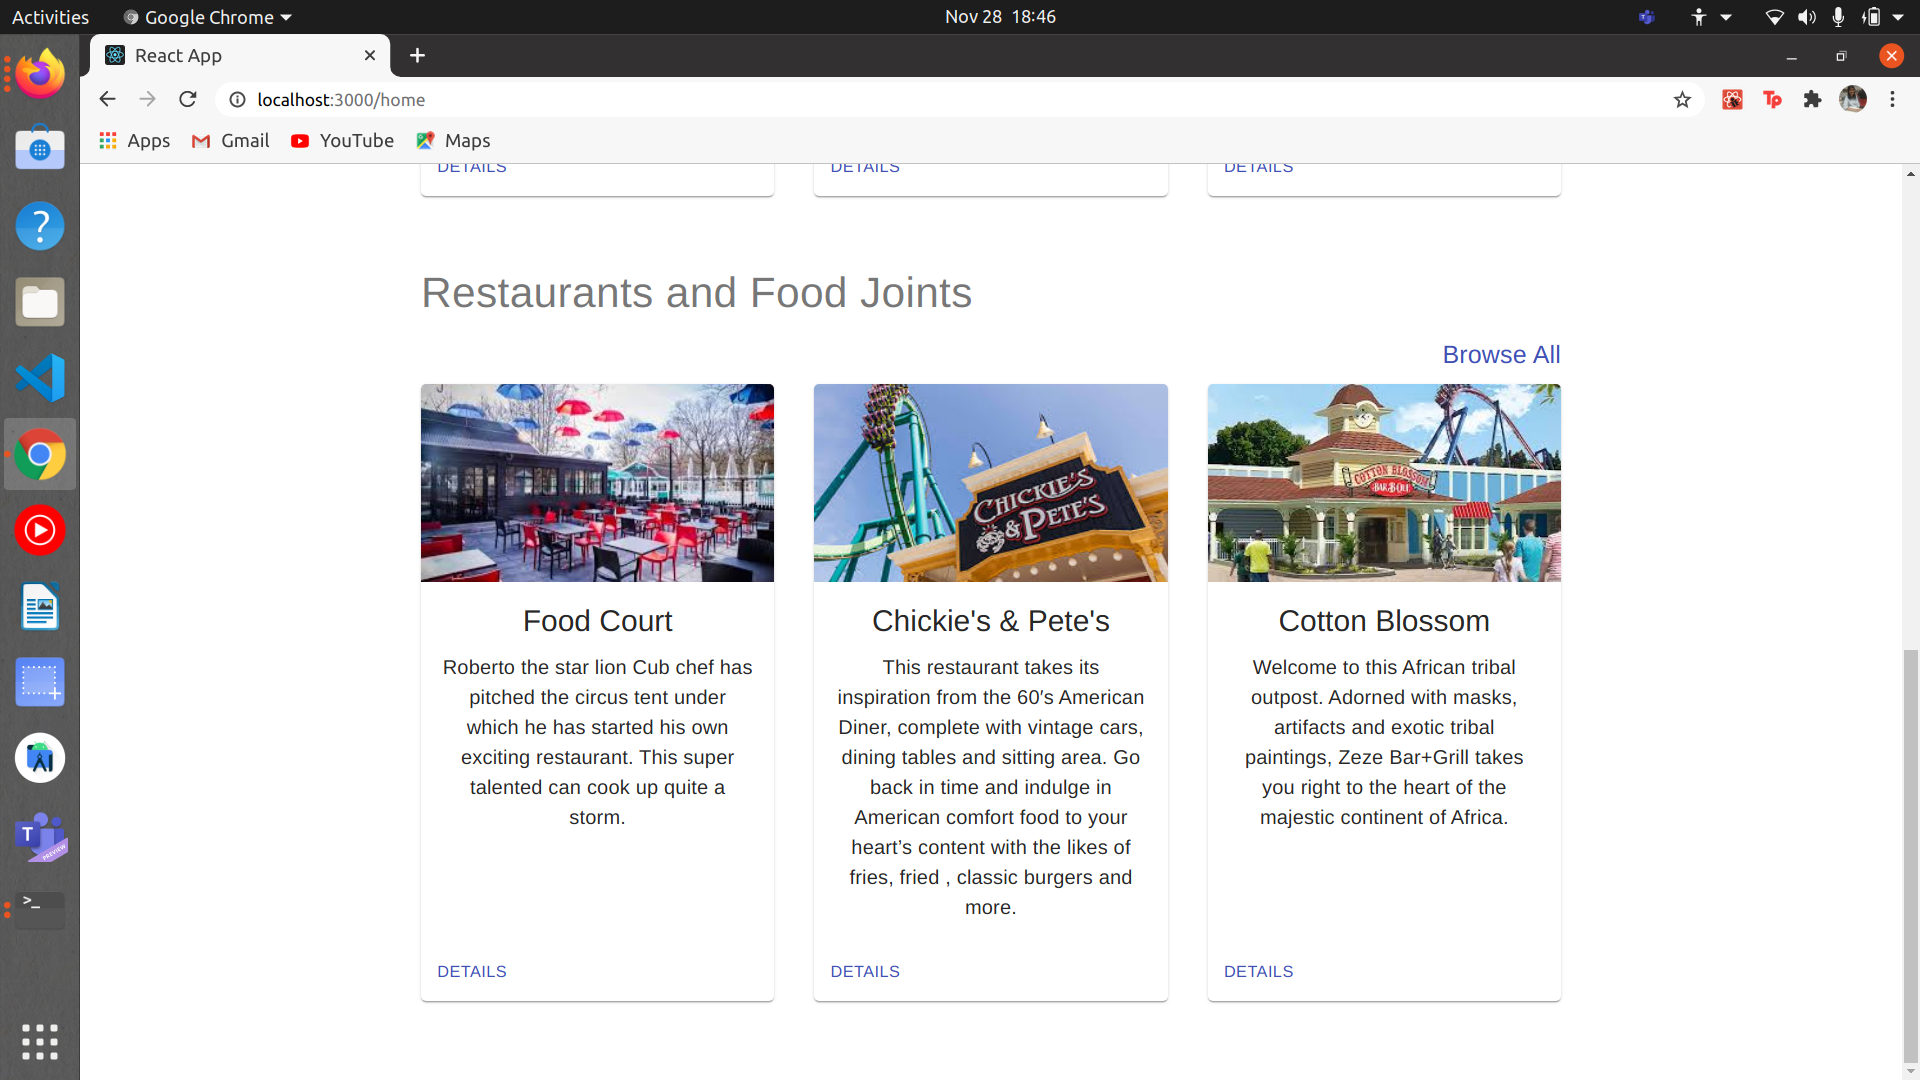 Activities
Google Chrome
Nov 28 18:46
React App
localhost:3000/home
Tp
Apps
Gmail
YouTube
Maps
DETAILS
DETAILS
DETAILS
Restaurants and Food Joints
Browse All
CHICKIE'S
& PETE'S
COTTON BLOSSOM
BAR-B-QUE
Food Court
Roberto the star lion Cub chef has
pitched the circus tent under
which he has started his own
exciting restaurant. This super
talented can cook up quite a
storm.
DETAILS
Chickie's & Pete's
This restaurant takes its
inspiration from the 60′s American
Diner, complete with vintage cars,
dining tables and sitting area. Go
back in time and indulge in
American comfort food to your
heart’s content with the likes of
fries, fried , classic burgers and
more.
DETAILS
Cotton Blossom
Welcome to this African tribal
outpost. Adorned with masks,
artifacts and exotic tribal
paintings, Zeze Bar+Grill takes
you right to the heart of the
majestic continent of Africa.
DETAILS
T
PREVIEW
>_